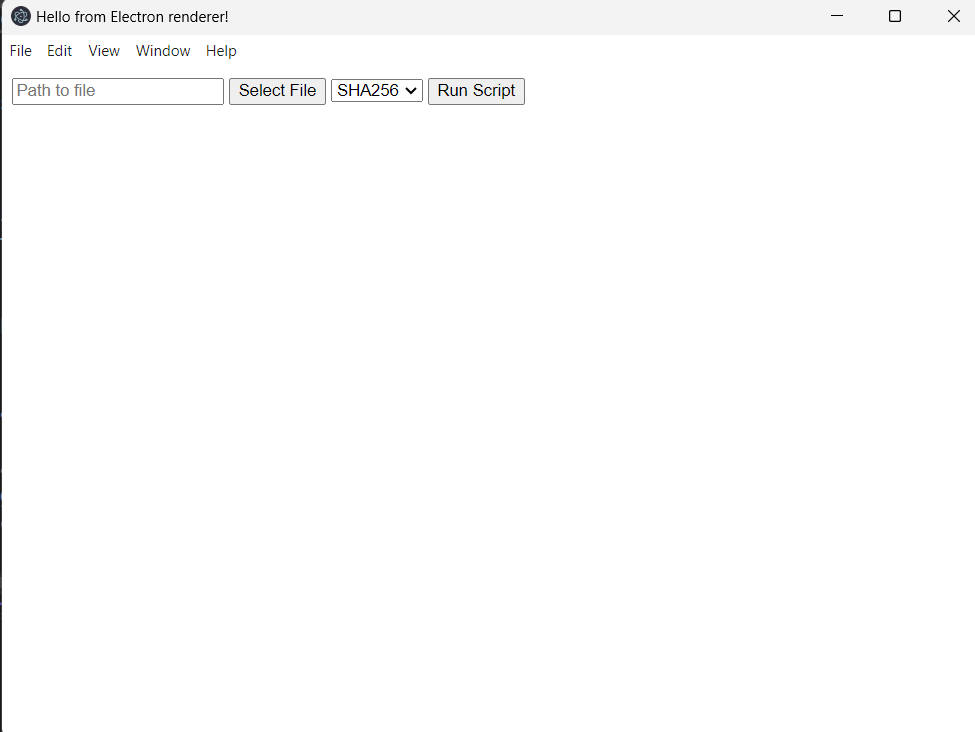 Hello from Electron renderer!
File Edit View Window Help
Path to file Select File SHA256 Run Script